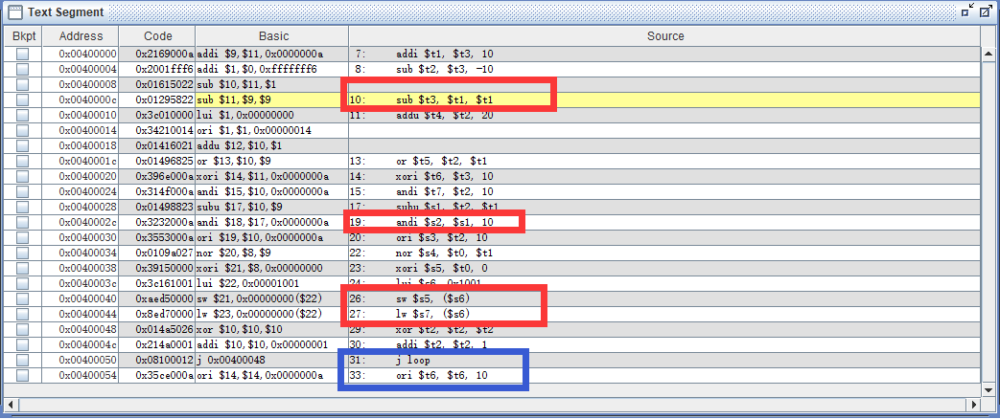 Text Segment
Bkpt Address Code Basic Source
0x00400000 0x2169000a addi $9,$11,0x0000000a 7: addi $t1, $t3, 10
0x00400004 0x2001fff6 addi $1,$0,0xfffffff6 8: sub $t2, $t3, -10
0x00400008 0x01615022 sub $10,$11,$1
0x0040000c 0x01295822 sub $11,$9,$9 10: sub $t3, $t1, $t1
0x00400010 0x3c010000 lui $1,0x00000000 11: addu $t4, $t2, 20
0x00400014 0x34210014 ori $1,$1,0x00000014
0x00400018 0x01416021 addu $12,$10,$1
0x0040001c 0x01496825 or $13,$10,$9 13: or $t5, $t2, $t1
0x00400020 0x396e000a xori $14,$11,0x0000000a 14: xori $t6, $t3, 10
0x00400024 0x314f000a andi $15,$10,0x0000000a 15: andi $t7, $t2, 10
0x00400028 0x01498823 subu $17,$10,$9 17: subu $s1, $t2, $t1
0x0040002c 0x3232000a andi $18,$17,0x0000000a 19: andi $s2, $s1, 10
0x00400030 0x3553000a ori $19,$10,0x0000000a 20: ori $s3, $t2, 10
0x00400034 0x0109a027 nor $20,$8,$9 22: nor $s4, $t0, $t1
0x00400038 0x39150000 xori $21,$8,0x00000000 23: xori $s5, $t0, 0
0x0040003c 0x3c161001 lui $22,0x00001001 24: lui $s6, 0x1001
0x00400040 0xaed50000 sw $21,0x00000000($22) 26: sw $s5, ($s6)
0x00400044 0x8ed70000 lw $23,0x00000000($22) 27: lw $s7, ($s6)
0x00400048 0x014a5026 xor $10,$10,$10 29: xor $t2, $t2, $t2
0x0040004c 0x214a0001 addi $10,$10,0x00000001 30: addi $t2, $t2, 1
0x00400050 0x08100012 j 0x00400048 31: j loop
0x00400054 0x35ce000a ori $14,$14,0x0000000a 33: ori $t6, $t6, 10